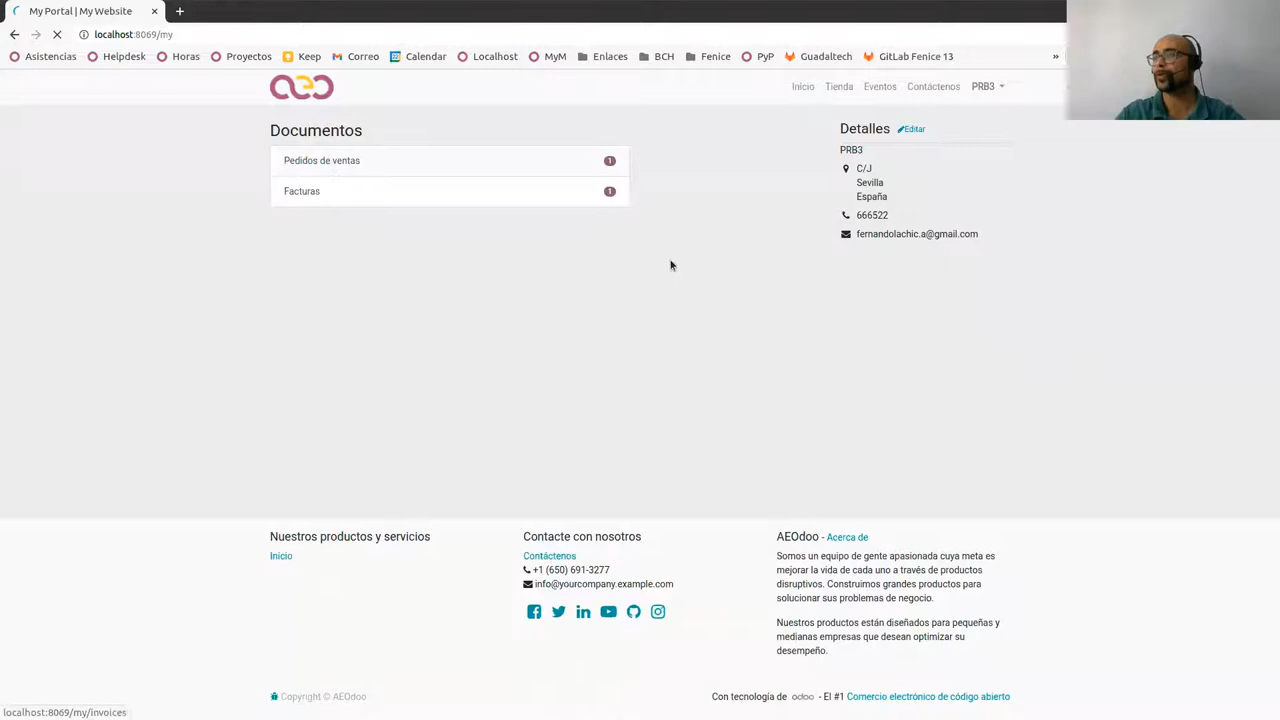 My Portal | My Website
localhost:8069/my
Asistencias Helpdesk Horas Proyectos Keep Correo Calendar Localhost MyM Enlaces BCH Fenice PyP Guadaltech GitLab Fenice 13 »
aeo
Inicio Tienda Eventos Contáctenos PRB3
Documentos
Pedidos de ventas 1
Facturas 1
Detalles Editar
PRB3
C/J
Sevilla
España
666522
fernandolachic.a@gmail.com
Nuestros productos y servicios
Inicio
Contacte con nosotros
Contáctenos
+1 (650) 691-3277
info@yourcompany.example.com
AEOdoo - Acerca de
Somos un equipo de gente apasionada cuya meta es
mejorar la vida de cada uno a través de productos
disruptivos. Construimos grandes productos para
solucionar sus problemas de negocio.
Nuestros productos están diseñados para pequeñas y
medianas empresas que desean optimizar su
desempeño.
Copyright © AEOdoo
Con tecnología de odoo - El #1 Comercio electrónico de código abierto
localhost:8069/my/invoices